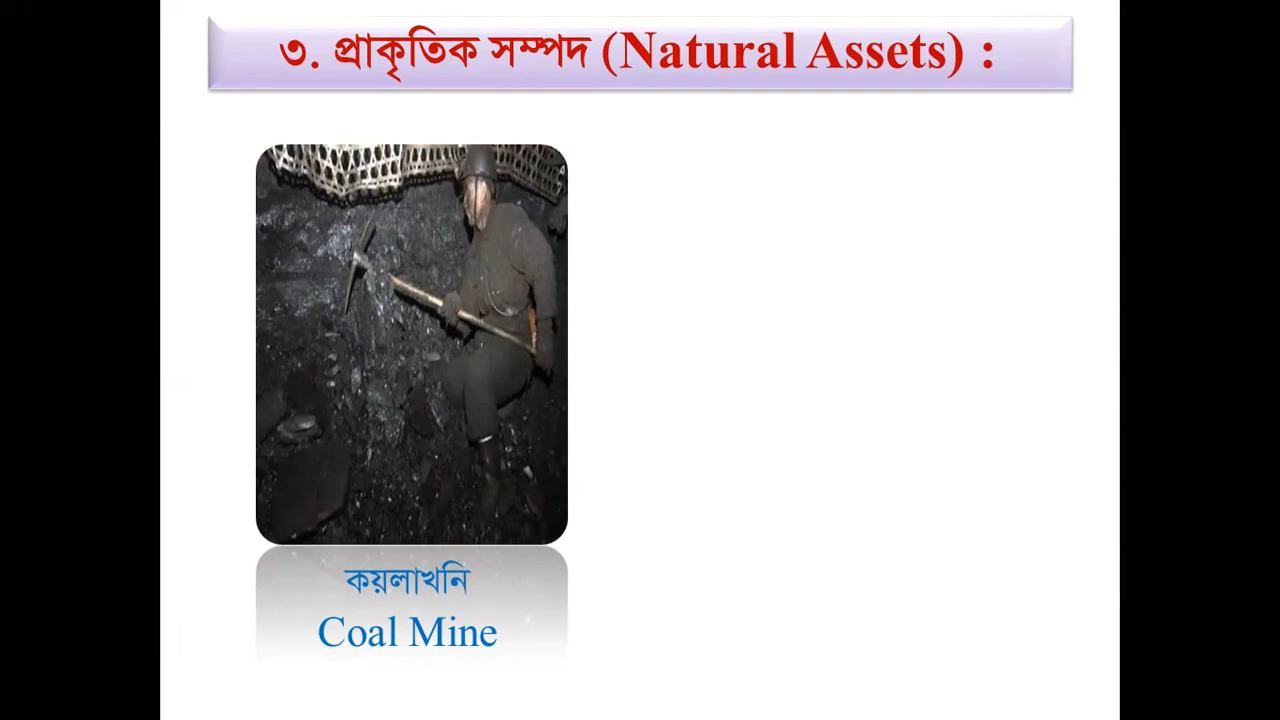 ৩. প্রাকৃতিক সম্পদ (Natural Assets) :
কয়লাখনি
Coal Mine